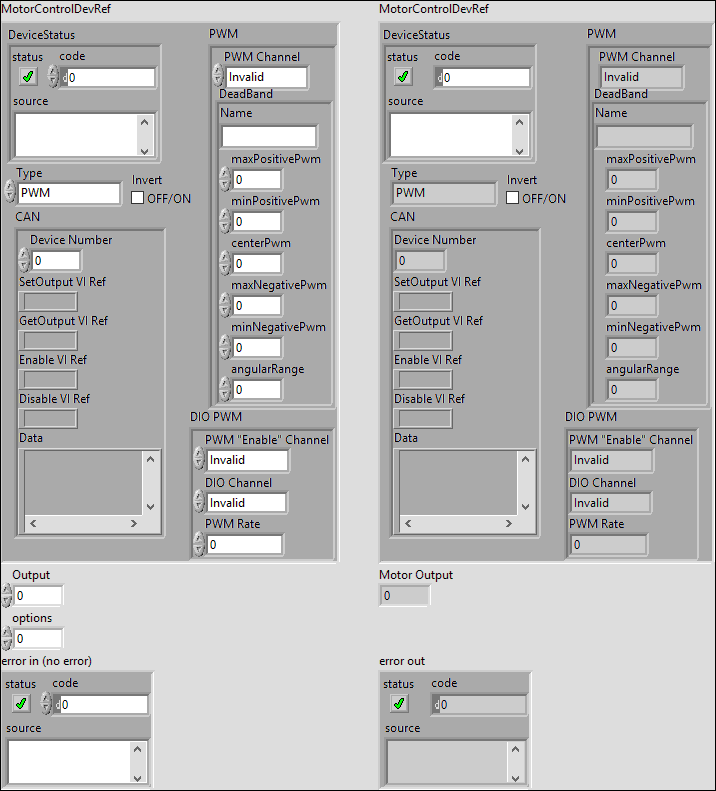 MotorControlDevRef
DeviceStatus
status code
d 0
source
Type
PWM
Invert
OFF/ON
CAN
Device Number
0
SetOutput VI Ref
GetOutput VI Ref
Enable VI Ref
Disable VI Ref
Data
PWM
PWM Channel
Invalid
DeadBand
Name
maxPositivePwm
0
minPositivePwm
0
centerPwm
0
maxNegativePwm
0
minNegativePwm
0
angularRange
0
DIO PWM
PWM "Enable" Channel
Invalid
DIO Channel
Invalid
PWM Rate
0
Output
0
options
0
error in (no error)
status code
d 0
source
MotorControlDevRef
DeviceStatus
status code
d 0
source
Type
PWM
Invert
OFF/ON
CAN
Device Number
0
SetOutput VI Ref
GetOutput VI Ref
Enable VI Ref
Disable VI Ref
Data
PWM
PWM Channel
Invalid
DeadBand
Name
maxPositivePwm
0
minPositivePwm
0
centerPwm
0
maxNegativePwm
0
minNegativePwm
0
angularRange
0
DIO PWM
PWM "Enable" Channel
Invalid
DIO Channel
Invalid
PWM Rate
0
Motor Output
0
error out
status code
d 0
source